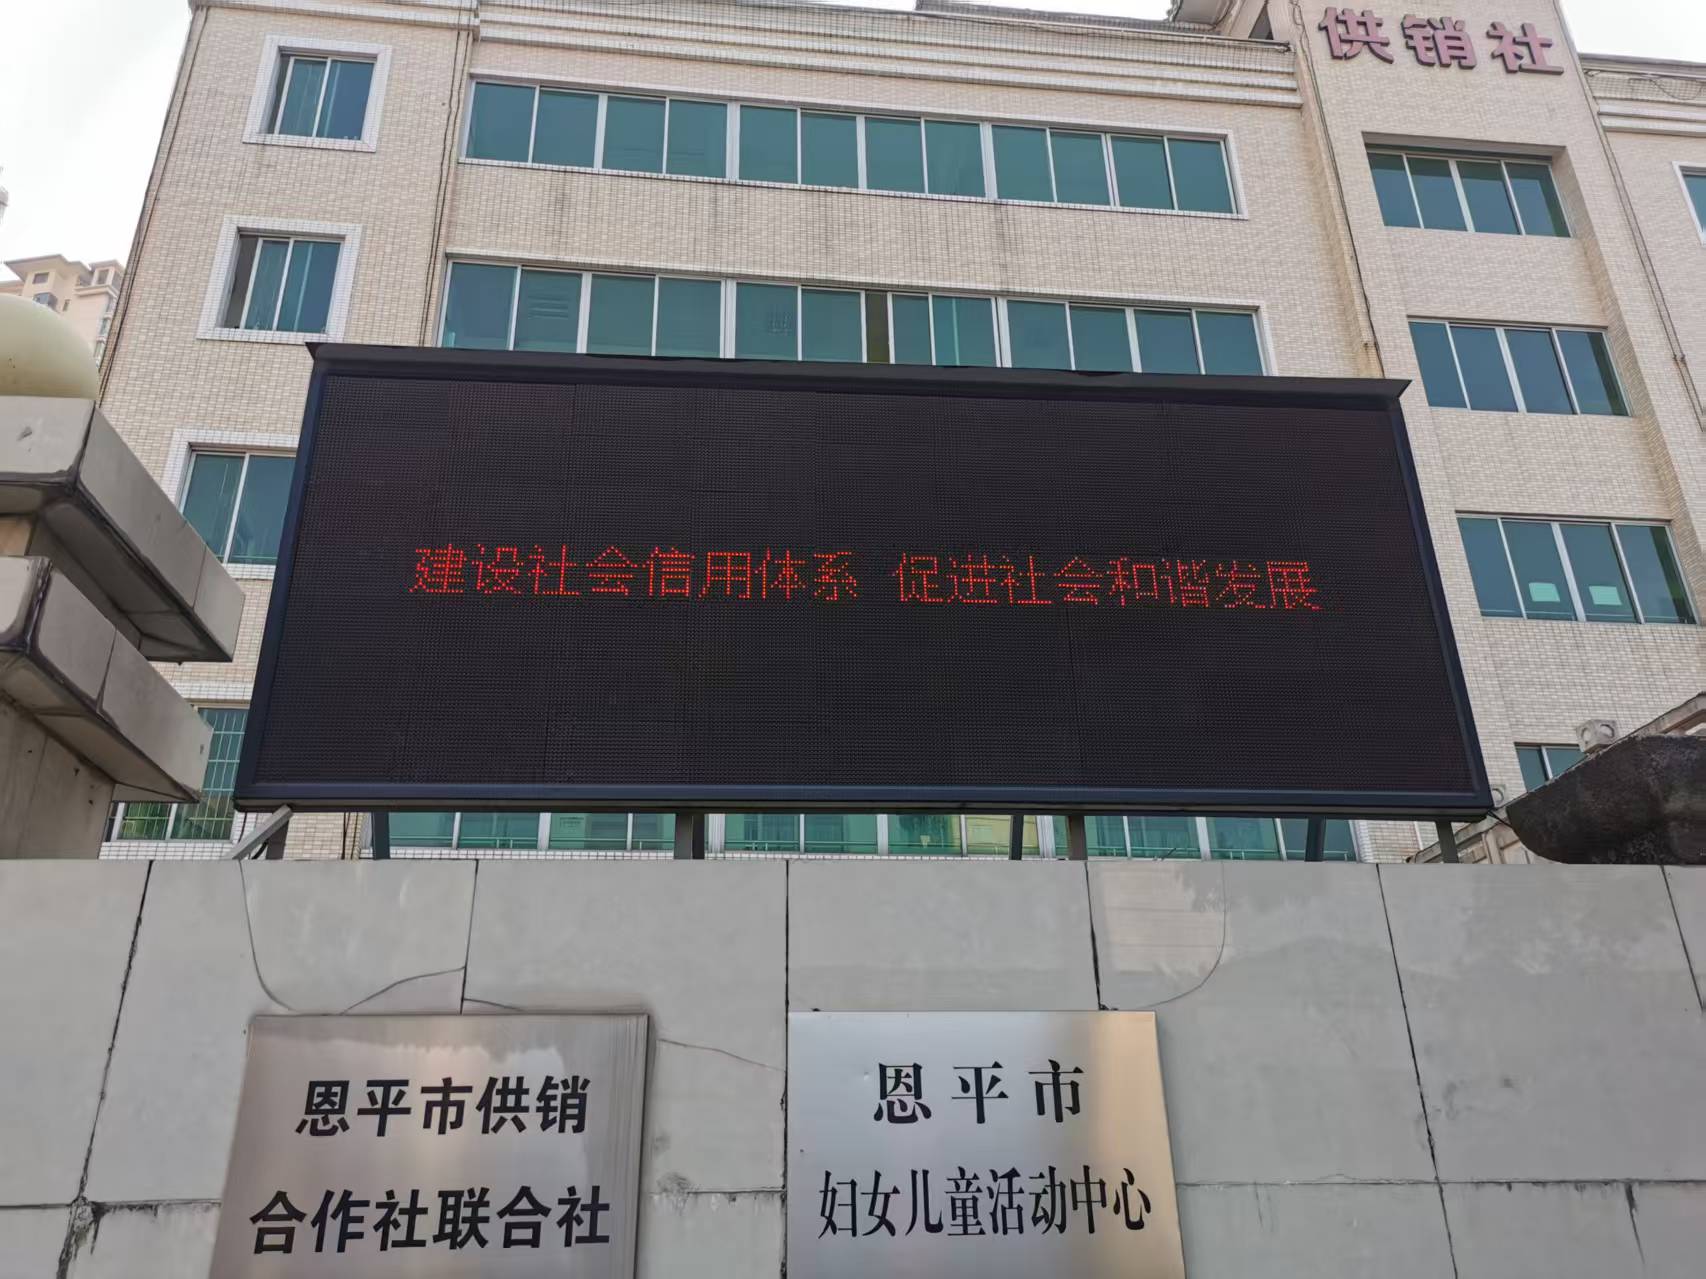 供销社
建设社会信用体系 促进社会和谐发展
恩平市供销
合作社联合社
恩平市
妇女儿童活动中心